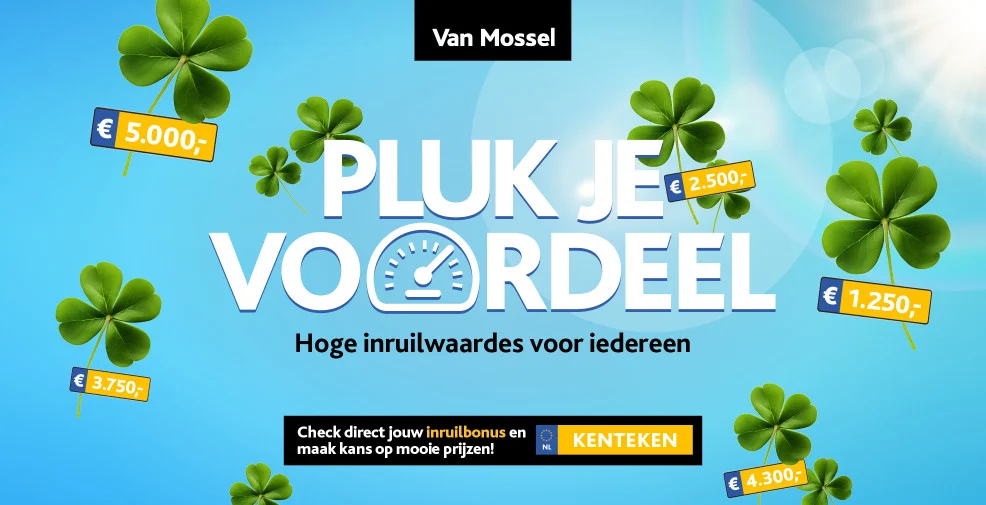 Van Mossel
€ 5.000,-
PLUK JE
€ 2.500,-
VOORDEEL
€ 1.250,-
Hoge inruilwaardes voor iedereen
€ 3.750,-
Check direct jouw inruilbonus en
maak kans op mooie prijzen!
NL
KENTEKEN
€ 4.300,-